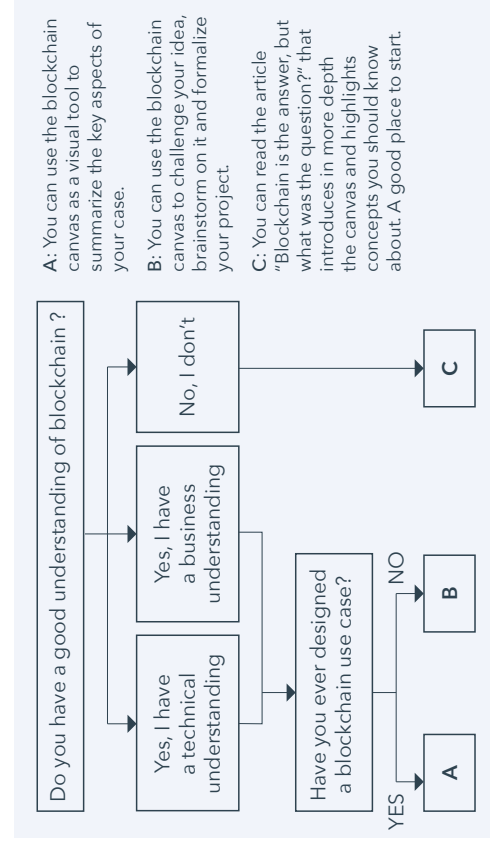 Do you have a good understanding of blockchain ?
Yes, I have
a technical
understanding
Yes, I have
a business
understanding
No, I don't
Have you ever designed
a blockchain use case?
YES
NO
A
B
C
A: You can use the blockchain
canvas as a visual tool to
summarize the key aspects of
your case.
B: You can use the blockchain
canvas to challenge your idea,
brainstorm on it and formalize
your project.
C: You can read the article
“Blockchain is the answer, but
what was the question?” that
introduces in more depth
the canvas and highlights
concepts you should know
about. A good place to start.